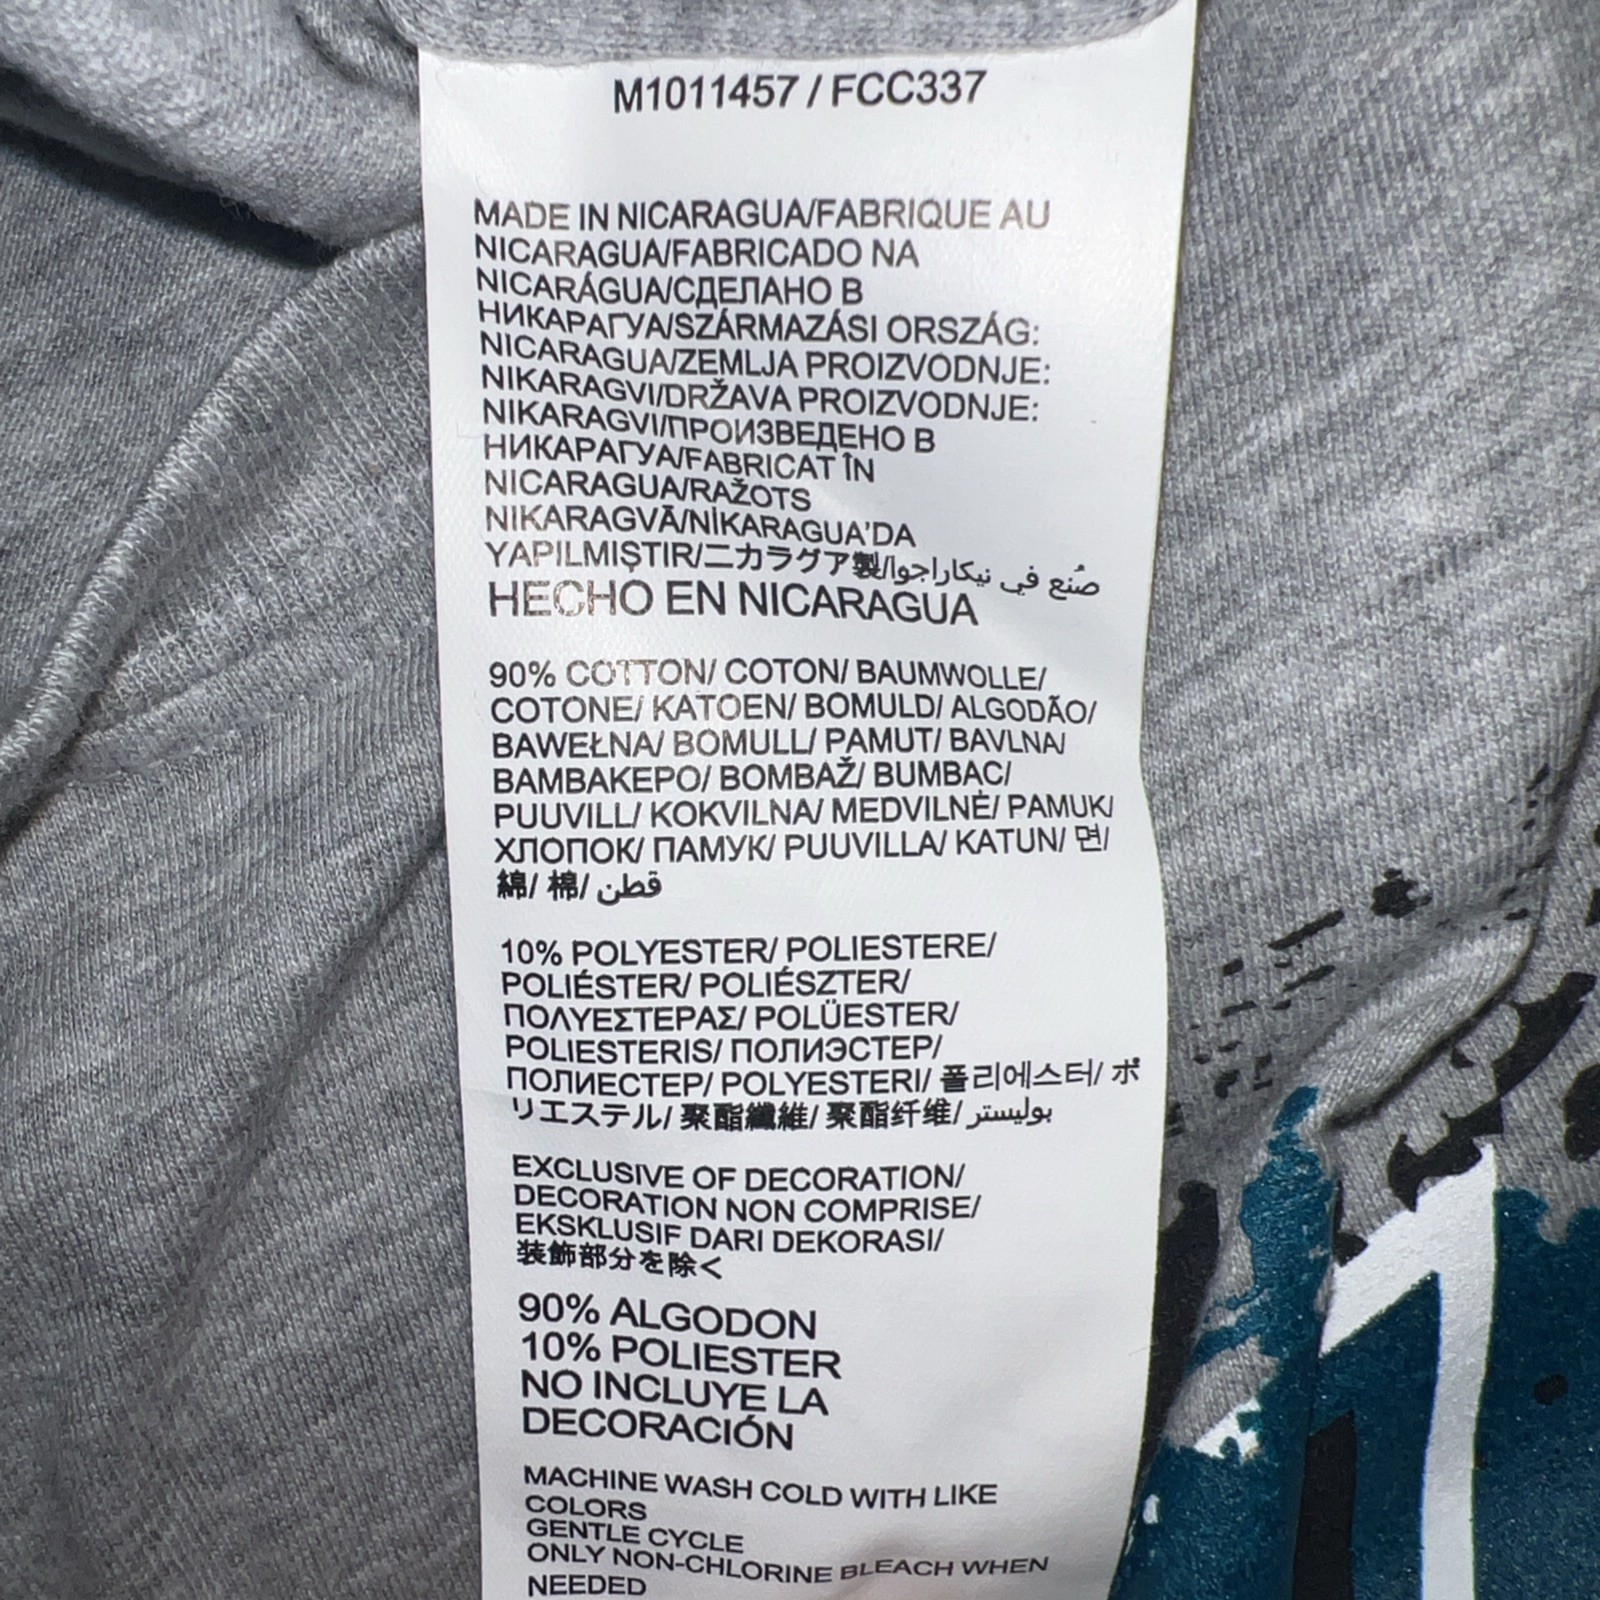 M1011457 / FCC337
MADE IN NICARAGUA/FABRIQUE AU
NICARAGUA/FABRICADO NA
NICARÁGUA/СДЕЛАНО В
НИКАРАГУА/SZÁRMAZÁSI ORSZÁG:
NICARAGUA/ZEMLJA PROIZVODNJE:
NIKARAGVI/DRŽAVA PROIZVODNJE:
NIKARAGVI/ПРОИЗВЕДЕНО В
НИКАРАГУА/FABRICAT ÎN
NICARAGUA/RAŽOTS
NIKARAGVĀ/NİKARAGUA'DA
YAPILMIŞTIR/ニカラグア製/صُنع في نيكاراجوا
HECHO EN NICARAGUA
90% COTTON/ COTON/ BAUMWOLLE/
COTONE/ KATOEN/ BOMULD/ ALGODÃO/
BAWEŁNA/ BOMULL/ PAMUT/ BAVLNA/
ΒΑΜΒΑΚΕΡΟ/ BOMBAŽ/ BUMBAC/
PUUVILL/ KOKVILNA/ MEDVILNĖ/ PAMUK/
ХЛОПОК/ ПАМУК/ PUUVILLA/ KATUN/ 면/
綿/ 棉/ قطن
10% POLYESTER/ POLIESTERE/
POLIÉSTER/ POLIÉSZTER/
ΠΟΛΥΕΣΤΕΡΑΣ/ POLÜESTER/
POLIESTERIS/ ПОЛИЭСТЕР/
ПОЛИЕСТЕР/ POLYESTERI/ 폴리에스터/ ポ
リエステル/ 聚酯纖維/ 聚酯纤维/ بوليستر
EXCLUSIVE OF DECORATION/
DECORATION NON COMPRISE/
EKSKLUSIF DARI DEKORASI/
装飾部分を除く
90% ALGODON
10% POLIESTER
NO INCLUYE LA
DECORACIÓN
MACHINE WASH COLD WITH LIKE
COLORS
GENTLE CYCLE
ONLY NON-CHLORINE BLEACH WHEN
NEEDED